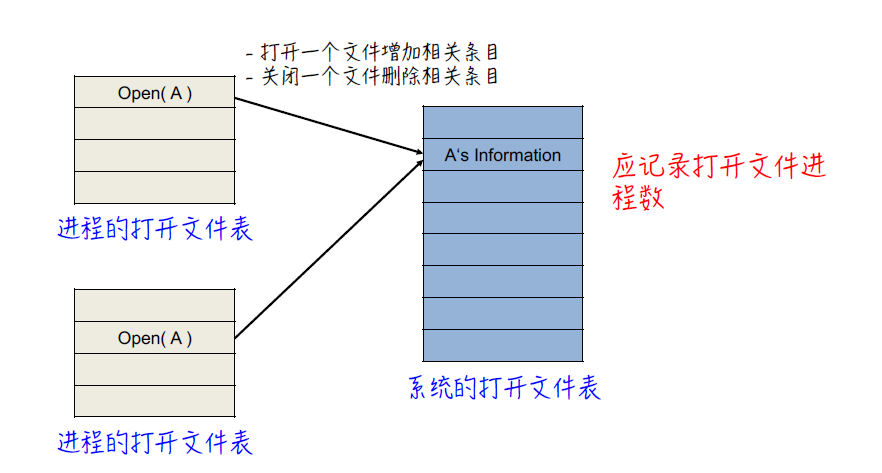 - 打开一个文件增加相关条目
- 关闭一个文件删除相关条目
Open( A )
A‘s Information
应记录打开文件进
程数
进程的打开文件表
Open( A )
系统的打开文件表
进程的打开文件表